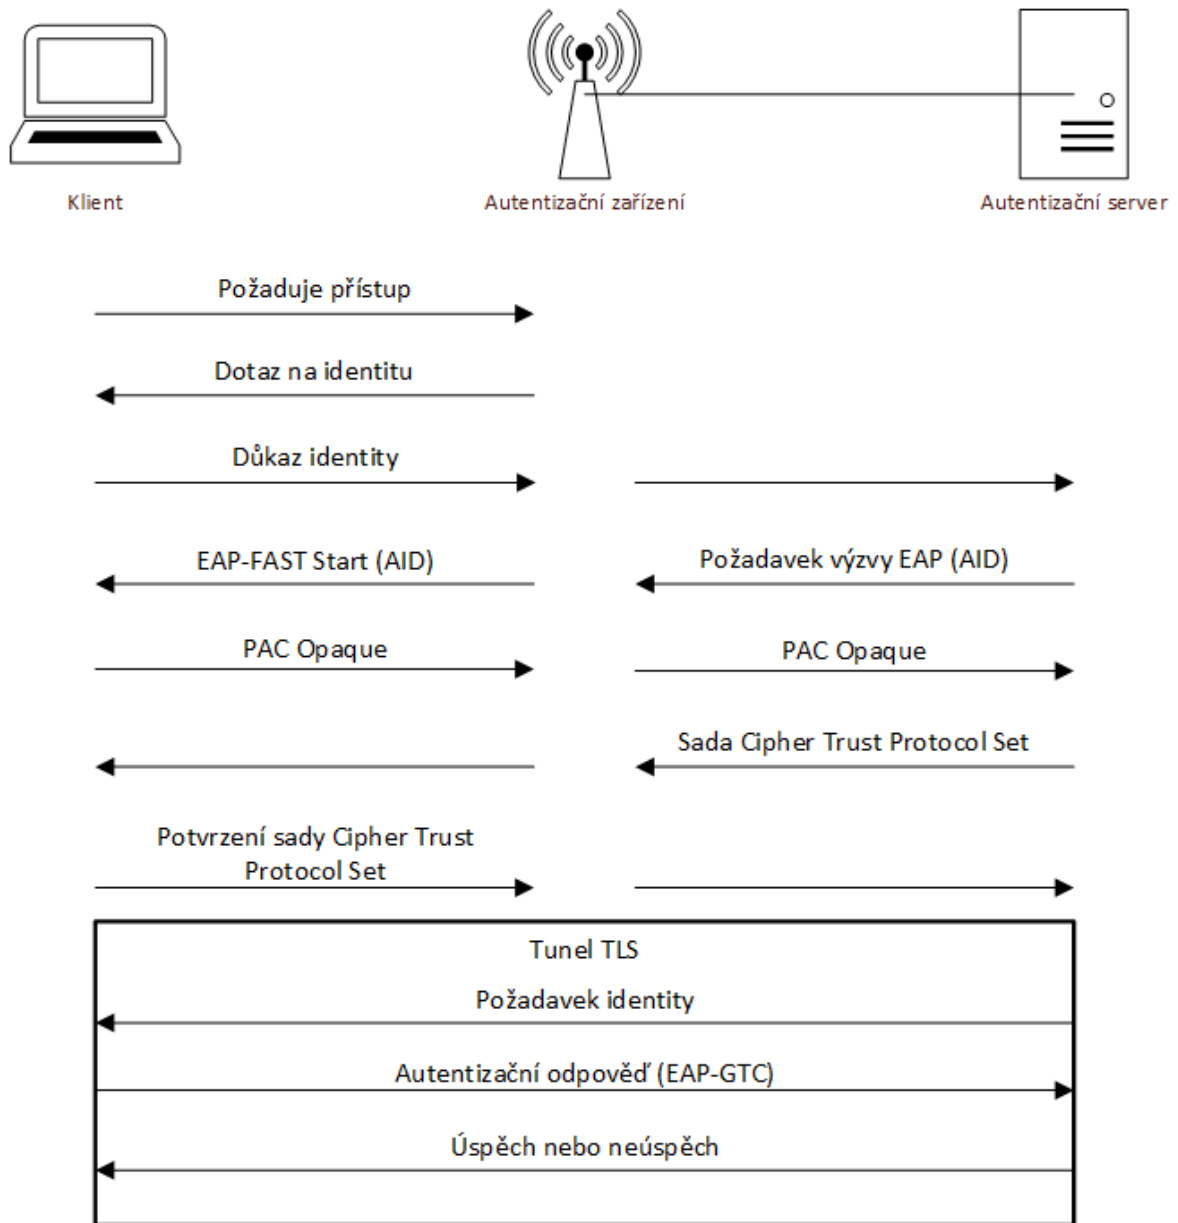 Klient
Autentizační zařízení
Autentizační server
Požaduje přístup
Dotaz na identitu
Důkaz identity
EAP-FAST Start (AID)
Požadavek výzvy EAP (AID)
PAC Opaque
PAC Opaque
Sada Cipher Trust Protocol Set
Potvrzení sady Cipher Trust
Protocol Set
Tunel TLS
Požadavek identity
Autentizační odpověď (EAP-GTC)
Úspěch nebo neúspěch